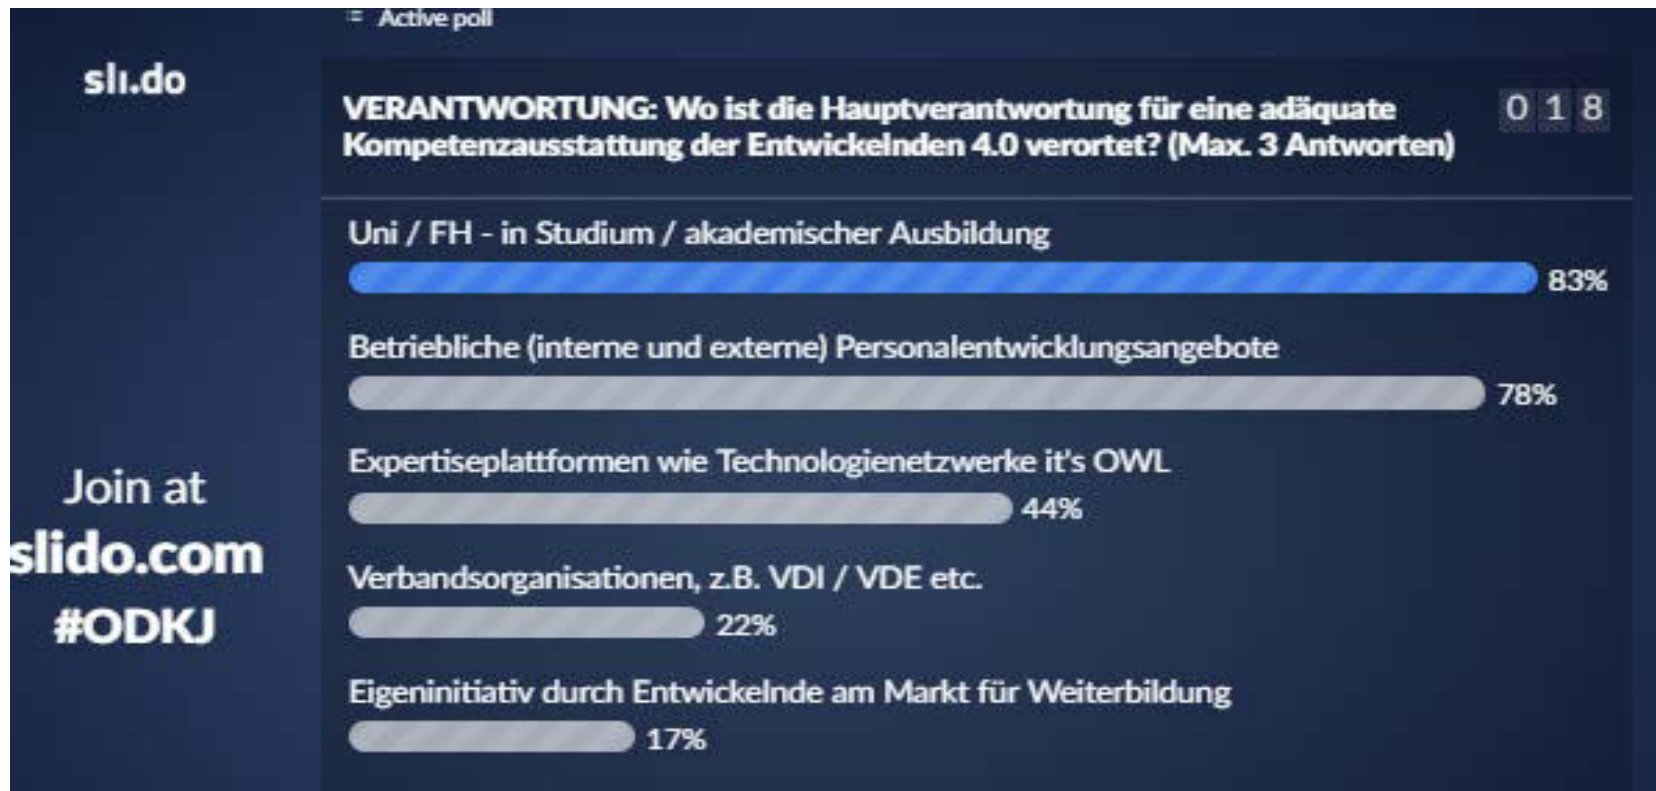 Active poll
slı.do
VERANTWORTUNG: Wo ist die Hauptverantwortung für eine adäquate
Kompetenzausstattung der Entwickelnden 4.0 verortet? (Max. 3 Antworten)
0 1 8
Uni / FH - in Studium / akademischer Ausbildung
83%
Betriebliche (interne und externe) Personalentwicklungsangebote
78%
Expertiseplattformen wie Technologienetzwerke it's OWL
44%
Verbandsorganisationen, z.B. VDI / VDE etc.
22%
Eigeninitiativ durch Entwickelnde am Markt für Weiterbildung
17%
Join at
slido.com
#ODKJ